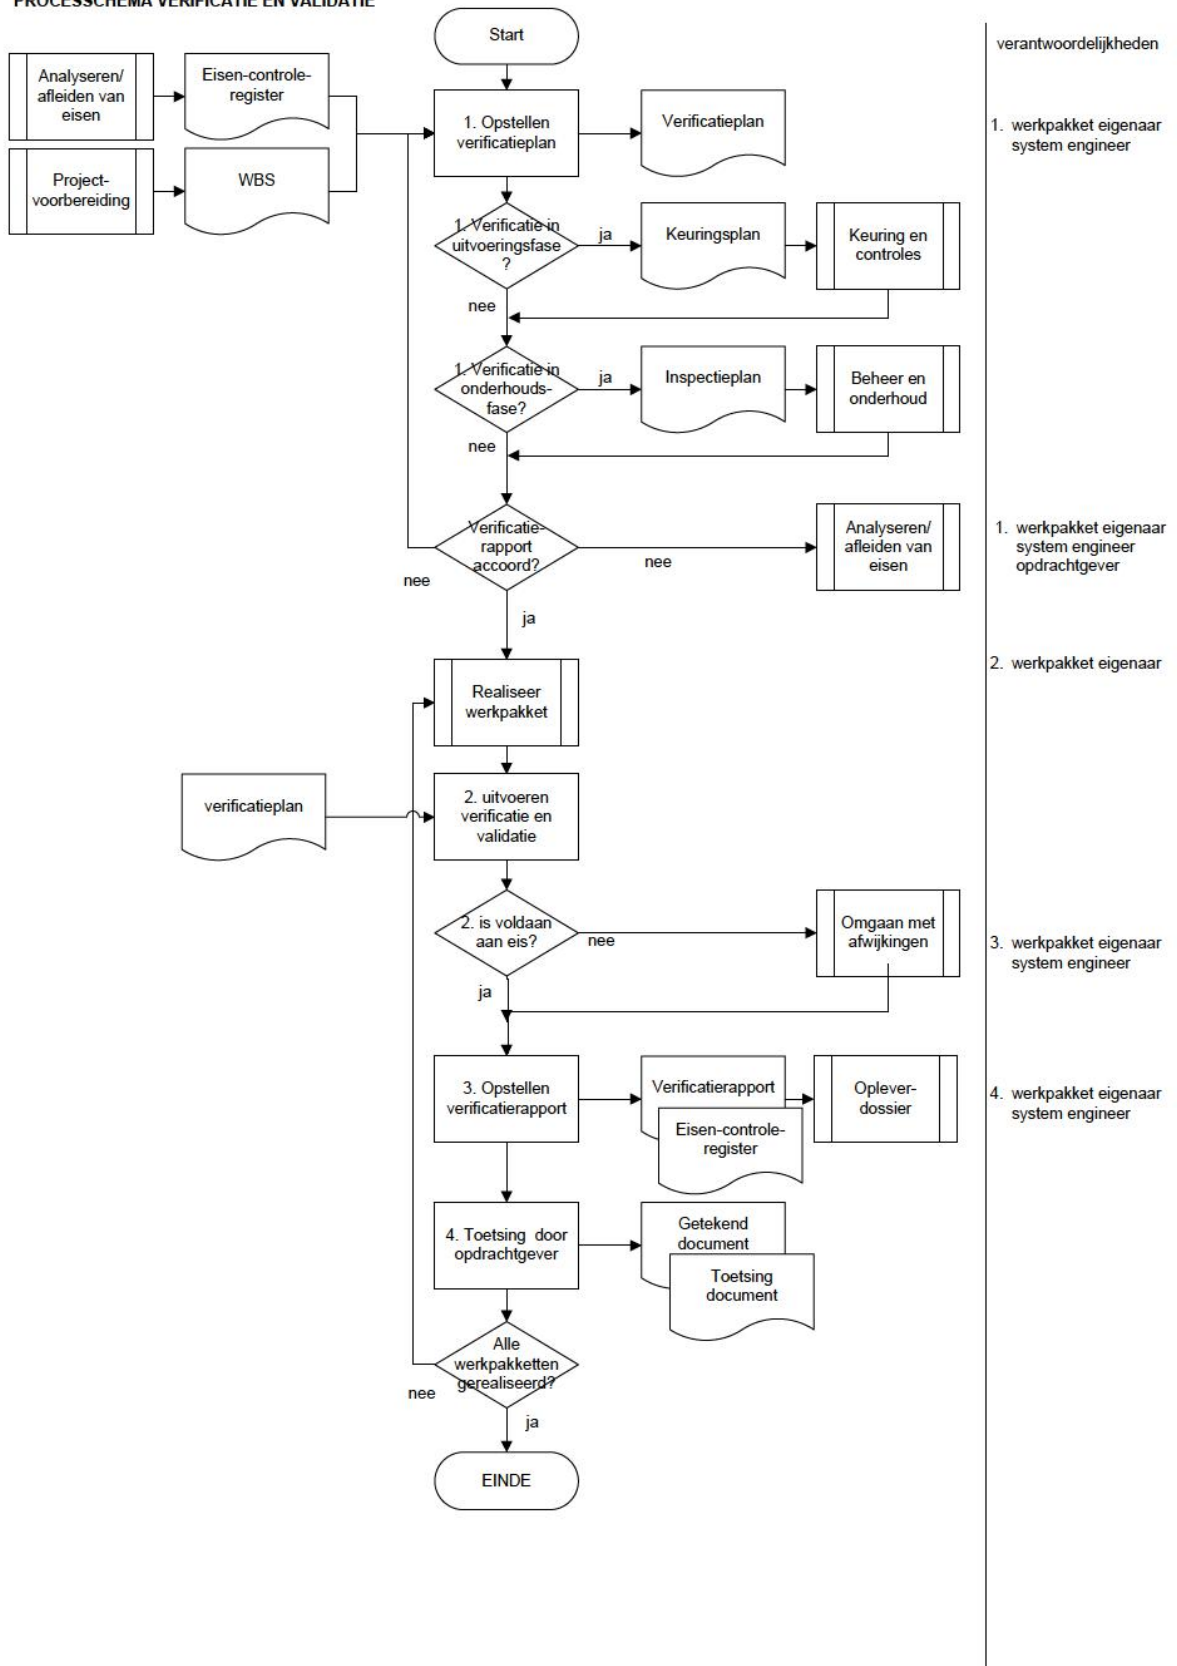 PROCESSCHEMA VERIFICATIE EN VALIDATIE
Start
verantwoordelijkheden
Analyseren/
afleiden van
eisen
Eisen-controle-
register
1. Opstellen
verificatieplan
Verificatieplan
1. werkpakket eigenaar
system engineer
Project-
voorbereiding
WBS
1. Verificatie in
uitvoeringsfase
?
ja
Keuringsplan
Keuring en
controles
nee
1. Verificatie in
onderhouds-
fase?
ja
Inspectieplan
Beheer en
onderhoud
nee
Verificatie-
rapport
accoord?
nee
nee
Analyseren/
afleiden van
eisen
1. werkpakket eigenaar
system engineer
opdrachtgever
ja
Realiseer
werkpakket
2. werkpakket eigenaar
verificatieplan
2. uitvoeren
verificatie en
validatie
2. is voldaan
aan eis?
nee
Omgaan met
afwijkingen
3. werkpakket eigenaar
system engineer
ja
3. Opstellen
verificatierapport
Verificatierapport
Eisen-controle-
register
Oplever-
dossier
4. werkpakket eigenaar
system engineer
4. Toetsing door
opdrachtgever
Getekend
document
Toetsing
document
Alle
werkpakketten
gerealiseerd?
nee
ja
EINDE